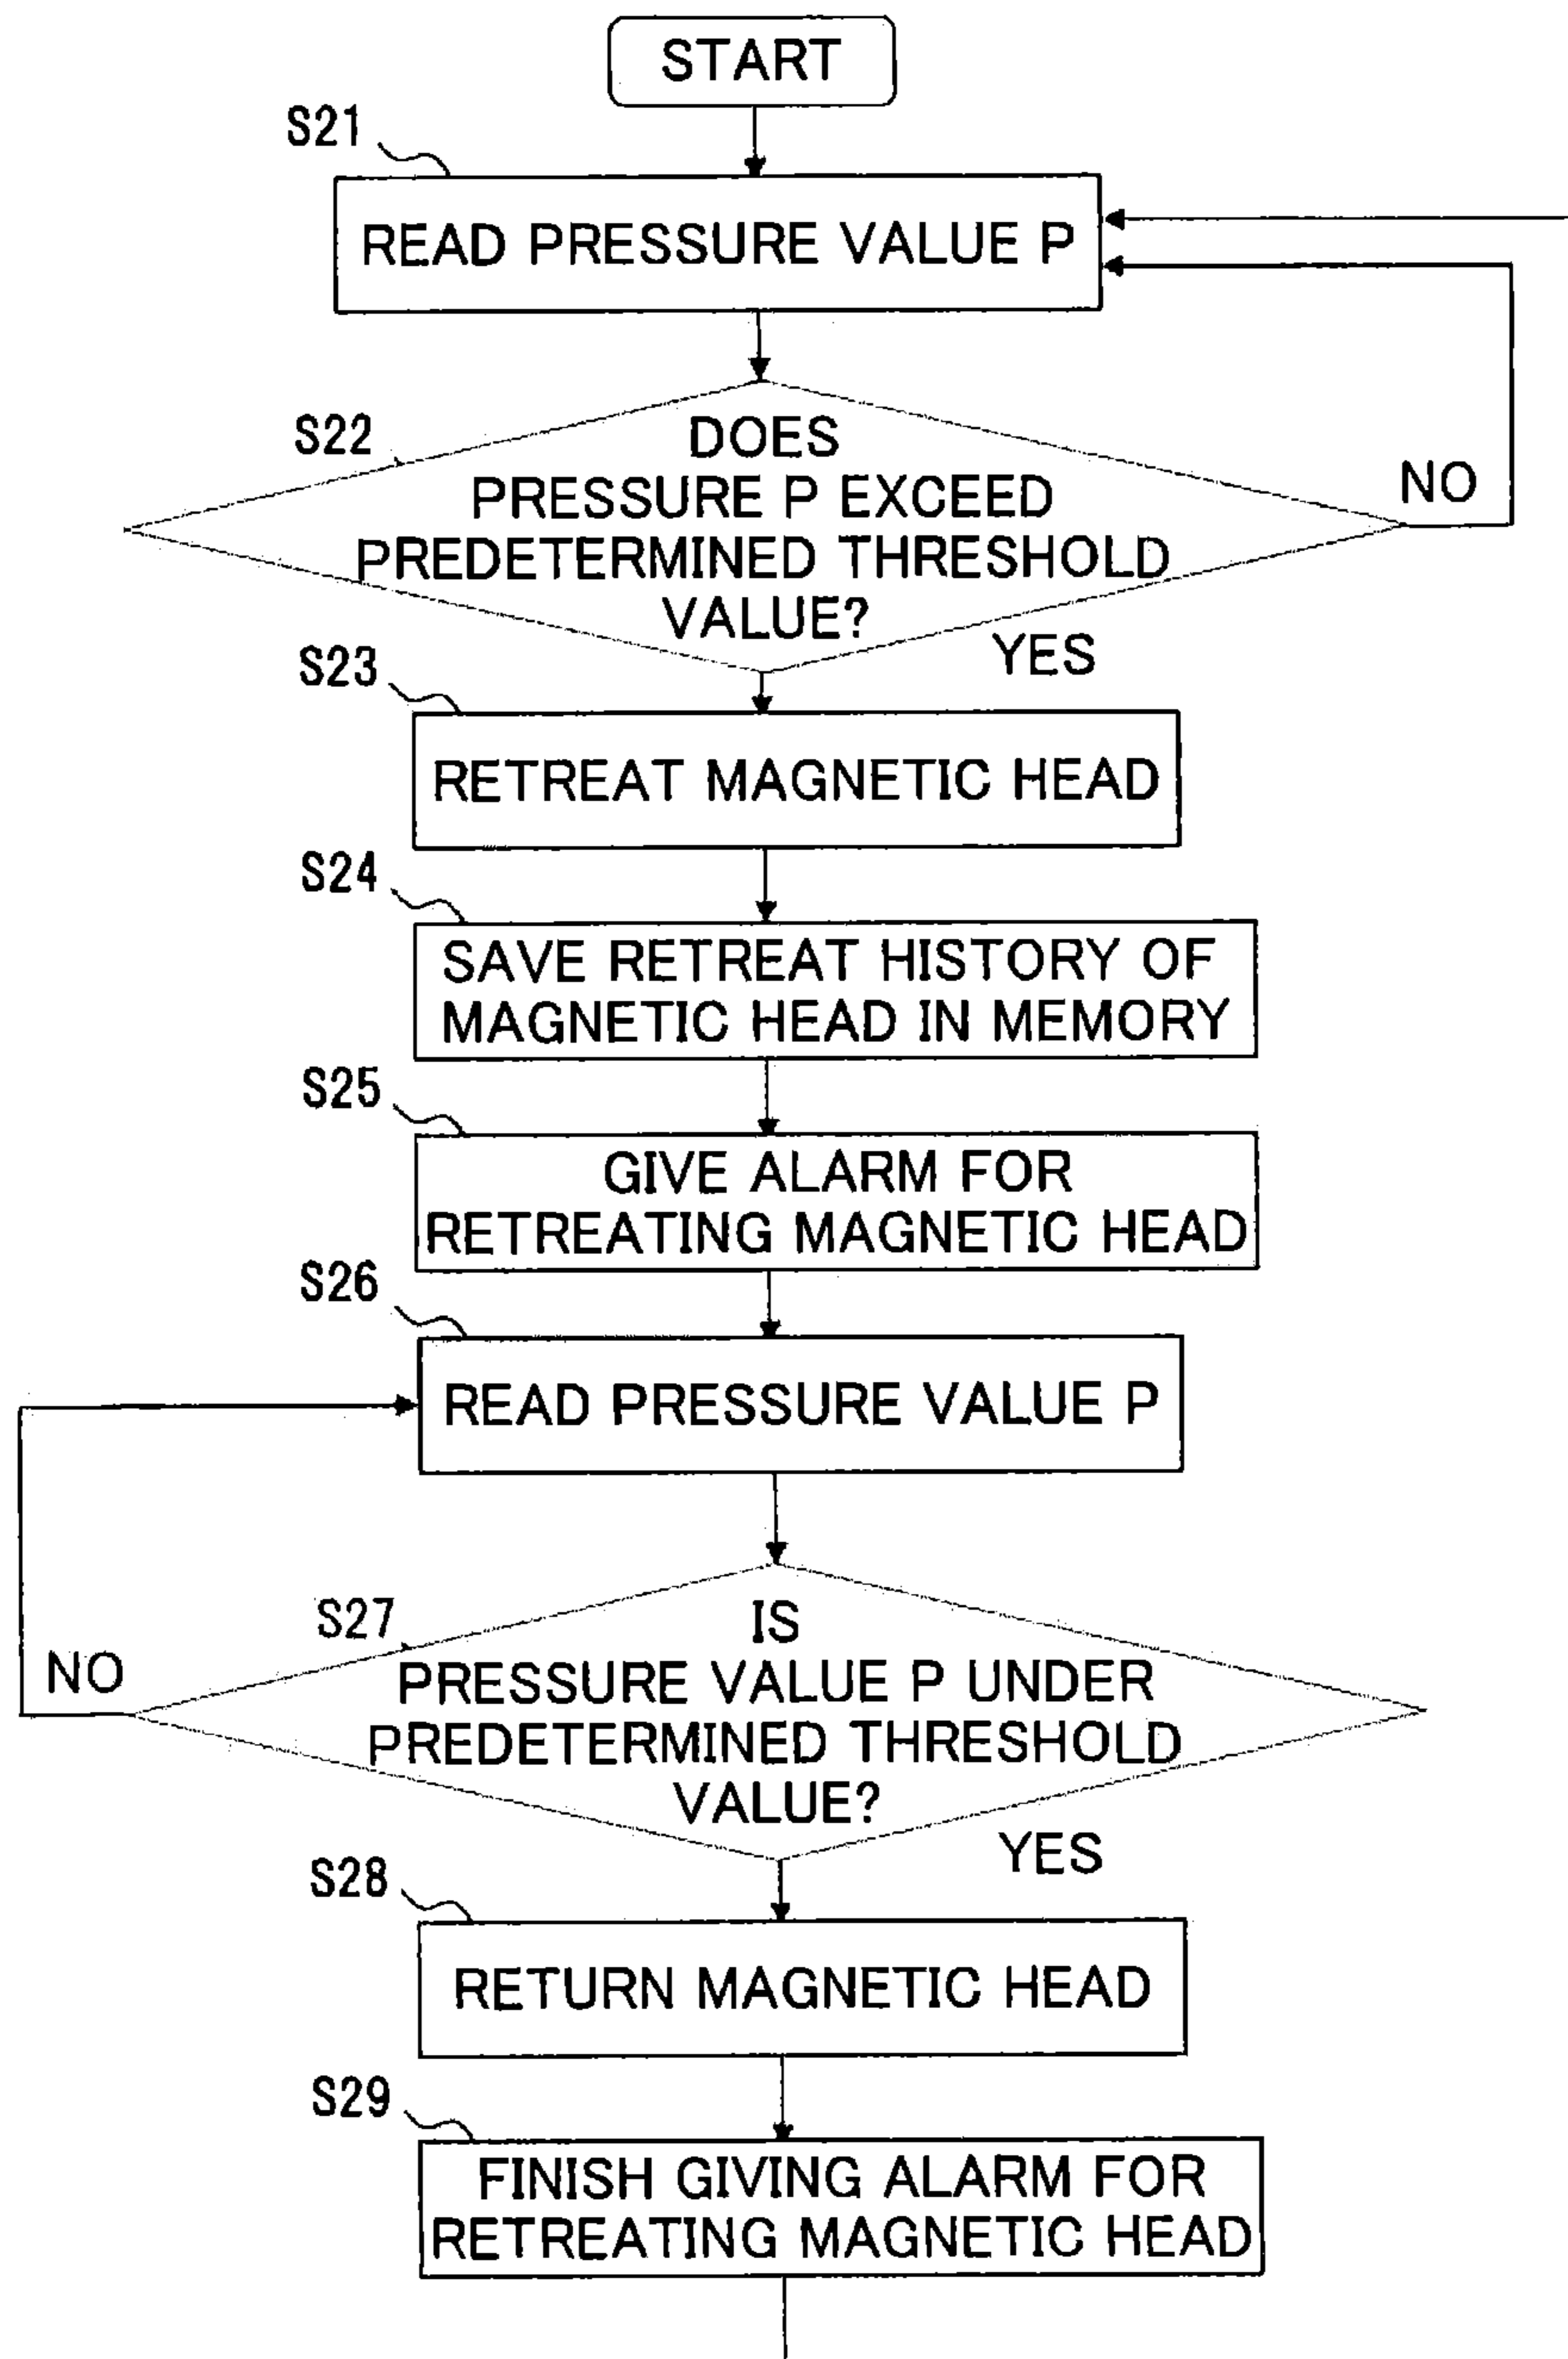 START
S21
READ PRESSURE VALUE P
S22
DOES
PRESSURE P EXCEED
PREDETERMINED THRESHOLD
VALUE?
NO
YES
S23
RETREAT MAGNETIC HEAD
S24
SAVE RETREAT HISTORY OF
MAGNETIC HEAD IN MEMORY
S25
GIVE ALARM FOR
RETREATING MAGNETIC HEAD
S26
READ PRESSURE VALUE P
S27
IS
PRESSURE VALUE P UNDER
PREDETERMINED THRESHOLD
VALUE?
NO
YES
S28
RETURN MAGNETIC HEAD
S29
FINISH GIVING ALARM FOR
RETREATING MAGNETIC HEAD